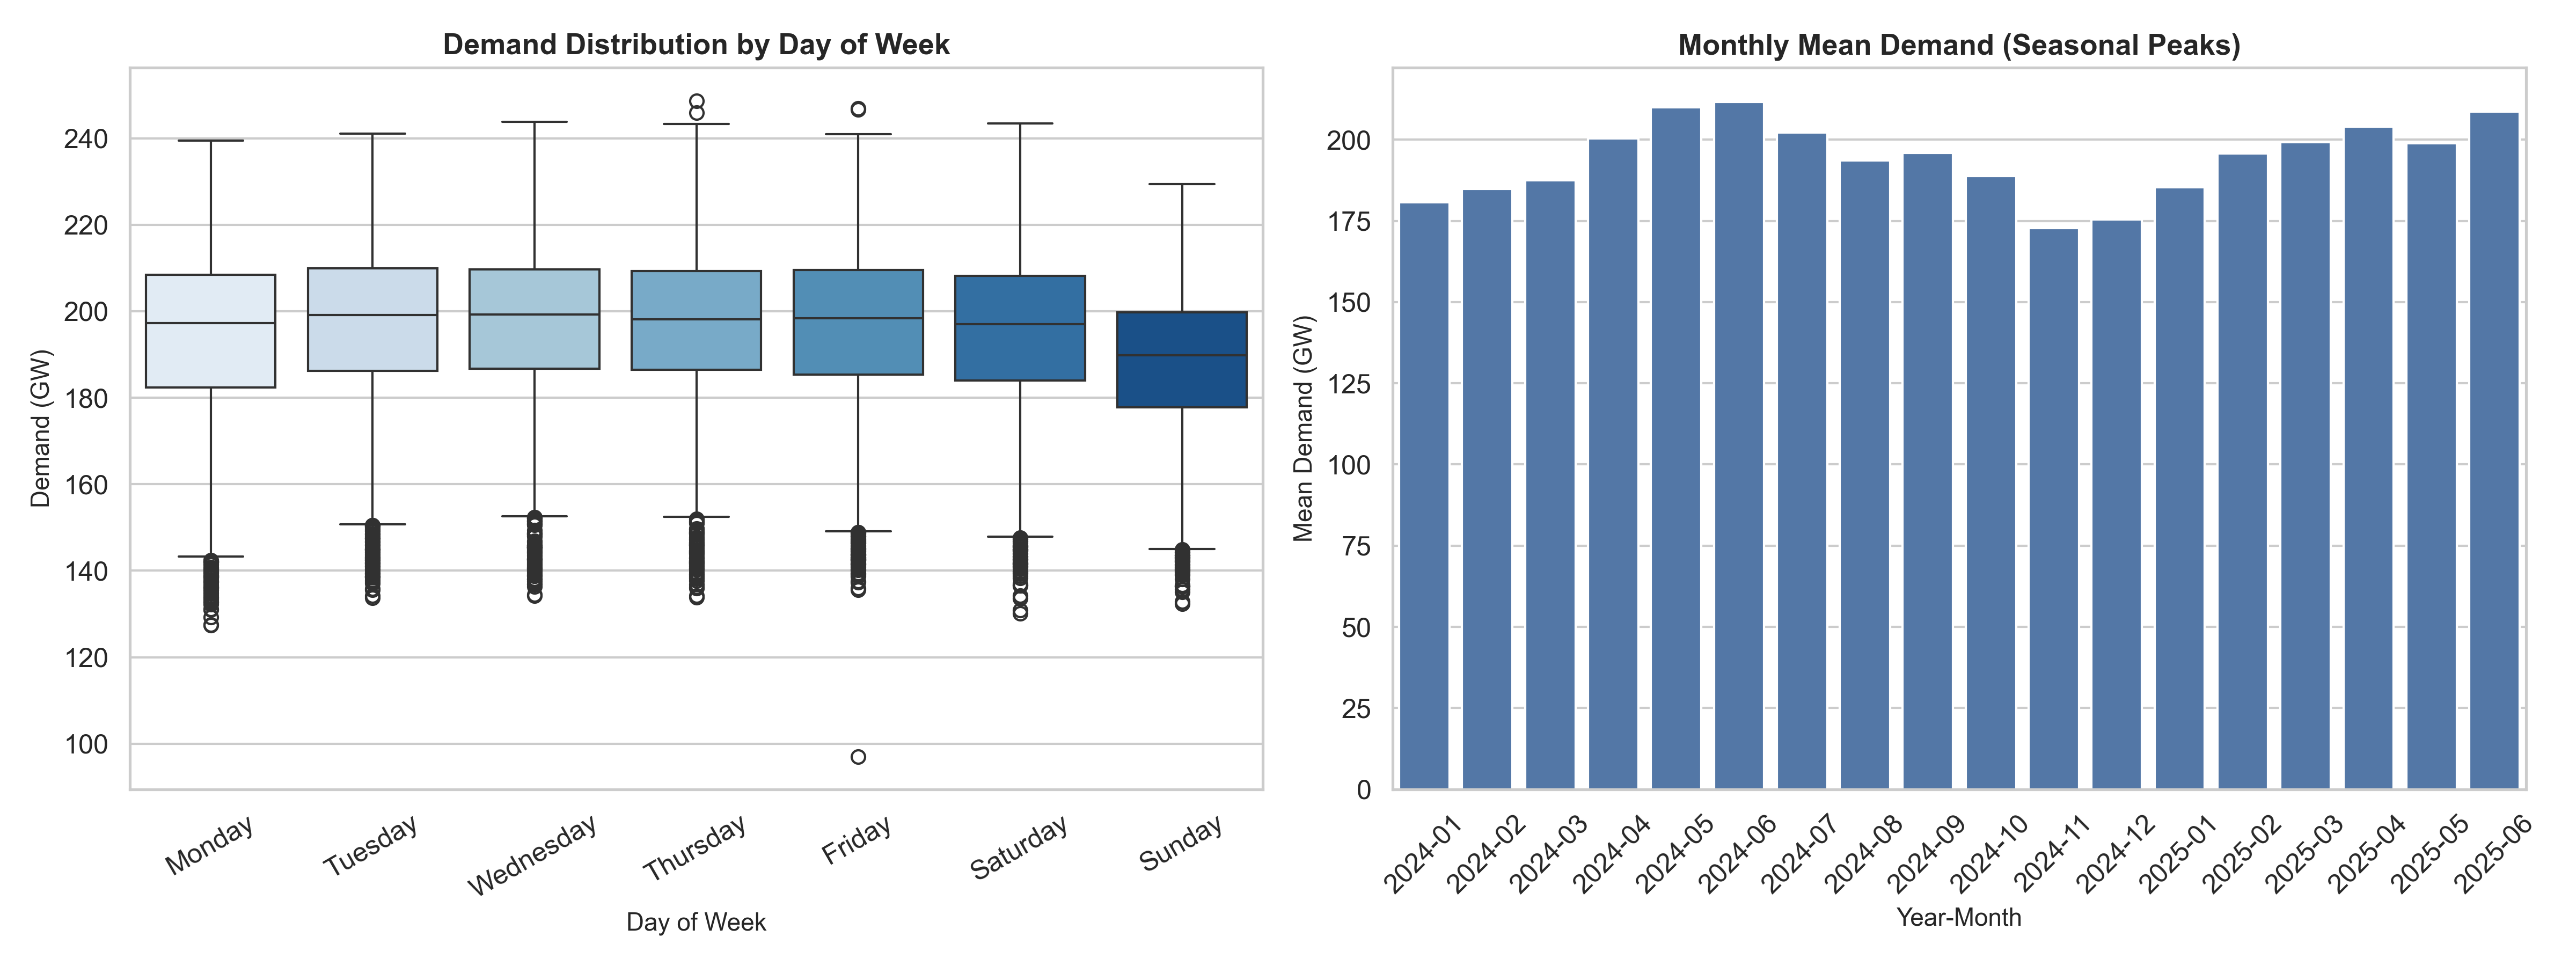 Demand Distribution by Day of Week
Demand (GW)
240
220
200
180
160
140
120
100
Monday
Tuesday
Wednesday
Thursday
Friday
Saturday
Sunday
Day of Week
Monthly Mean Demand (Seasonal Peaks)
Mean Demand (GW)
200
175
150
125
100
75
50
25
0
2024-01
2024-02
2024-03
2024-04
2024-05
2024-06
2024-07
2024-08
2024-09
2024-10
2024-11
2024-12
2025-01
2025-02
2025-03
2025-04
2025-05
2025-06
Year-Month